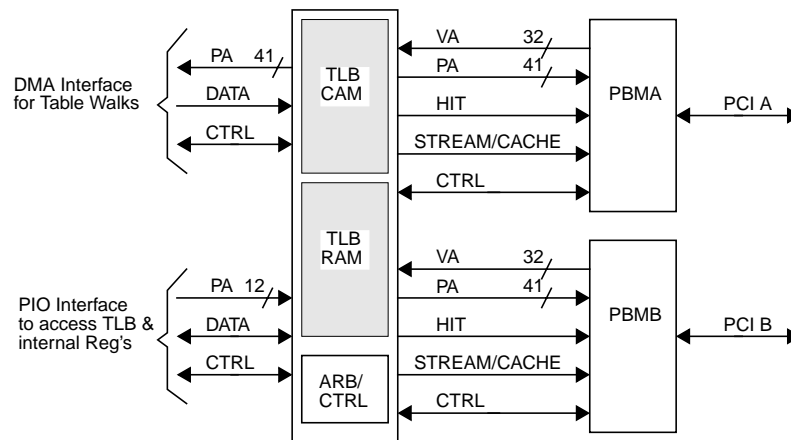 DMA Interface
for Table Walks
PA 41
DATA
CTRL
PIO Interface
to access TLB &
internal Reg's
PA 12
DATA
CTRL
TLB
CAM
TLB
RAM
ARB/
CTRL
VA 32
PA 41
HIT
STREAM/CACHE
CTRL
VA 32
PA 41
HIT
STREAM/CACHE
CTRL
PBMA
PCI A
PBMB
PCI B